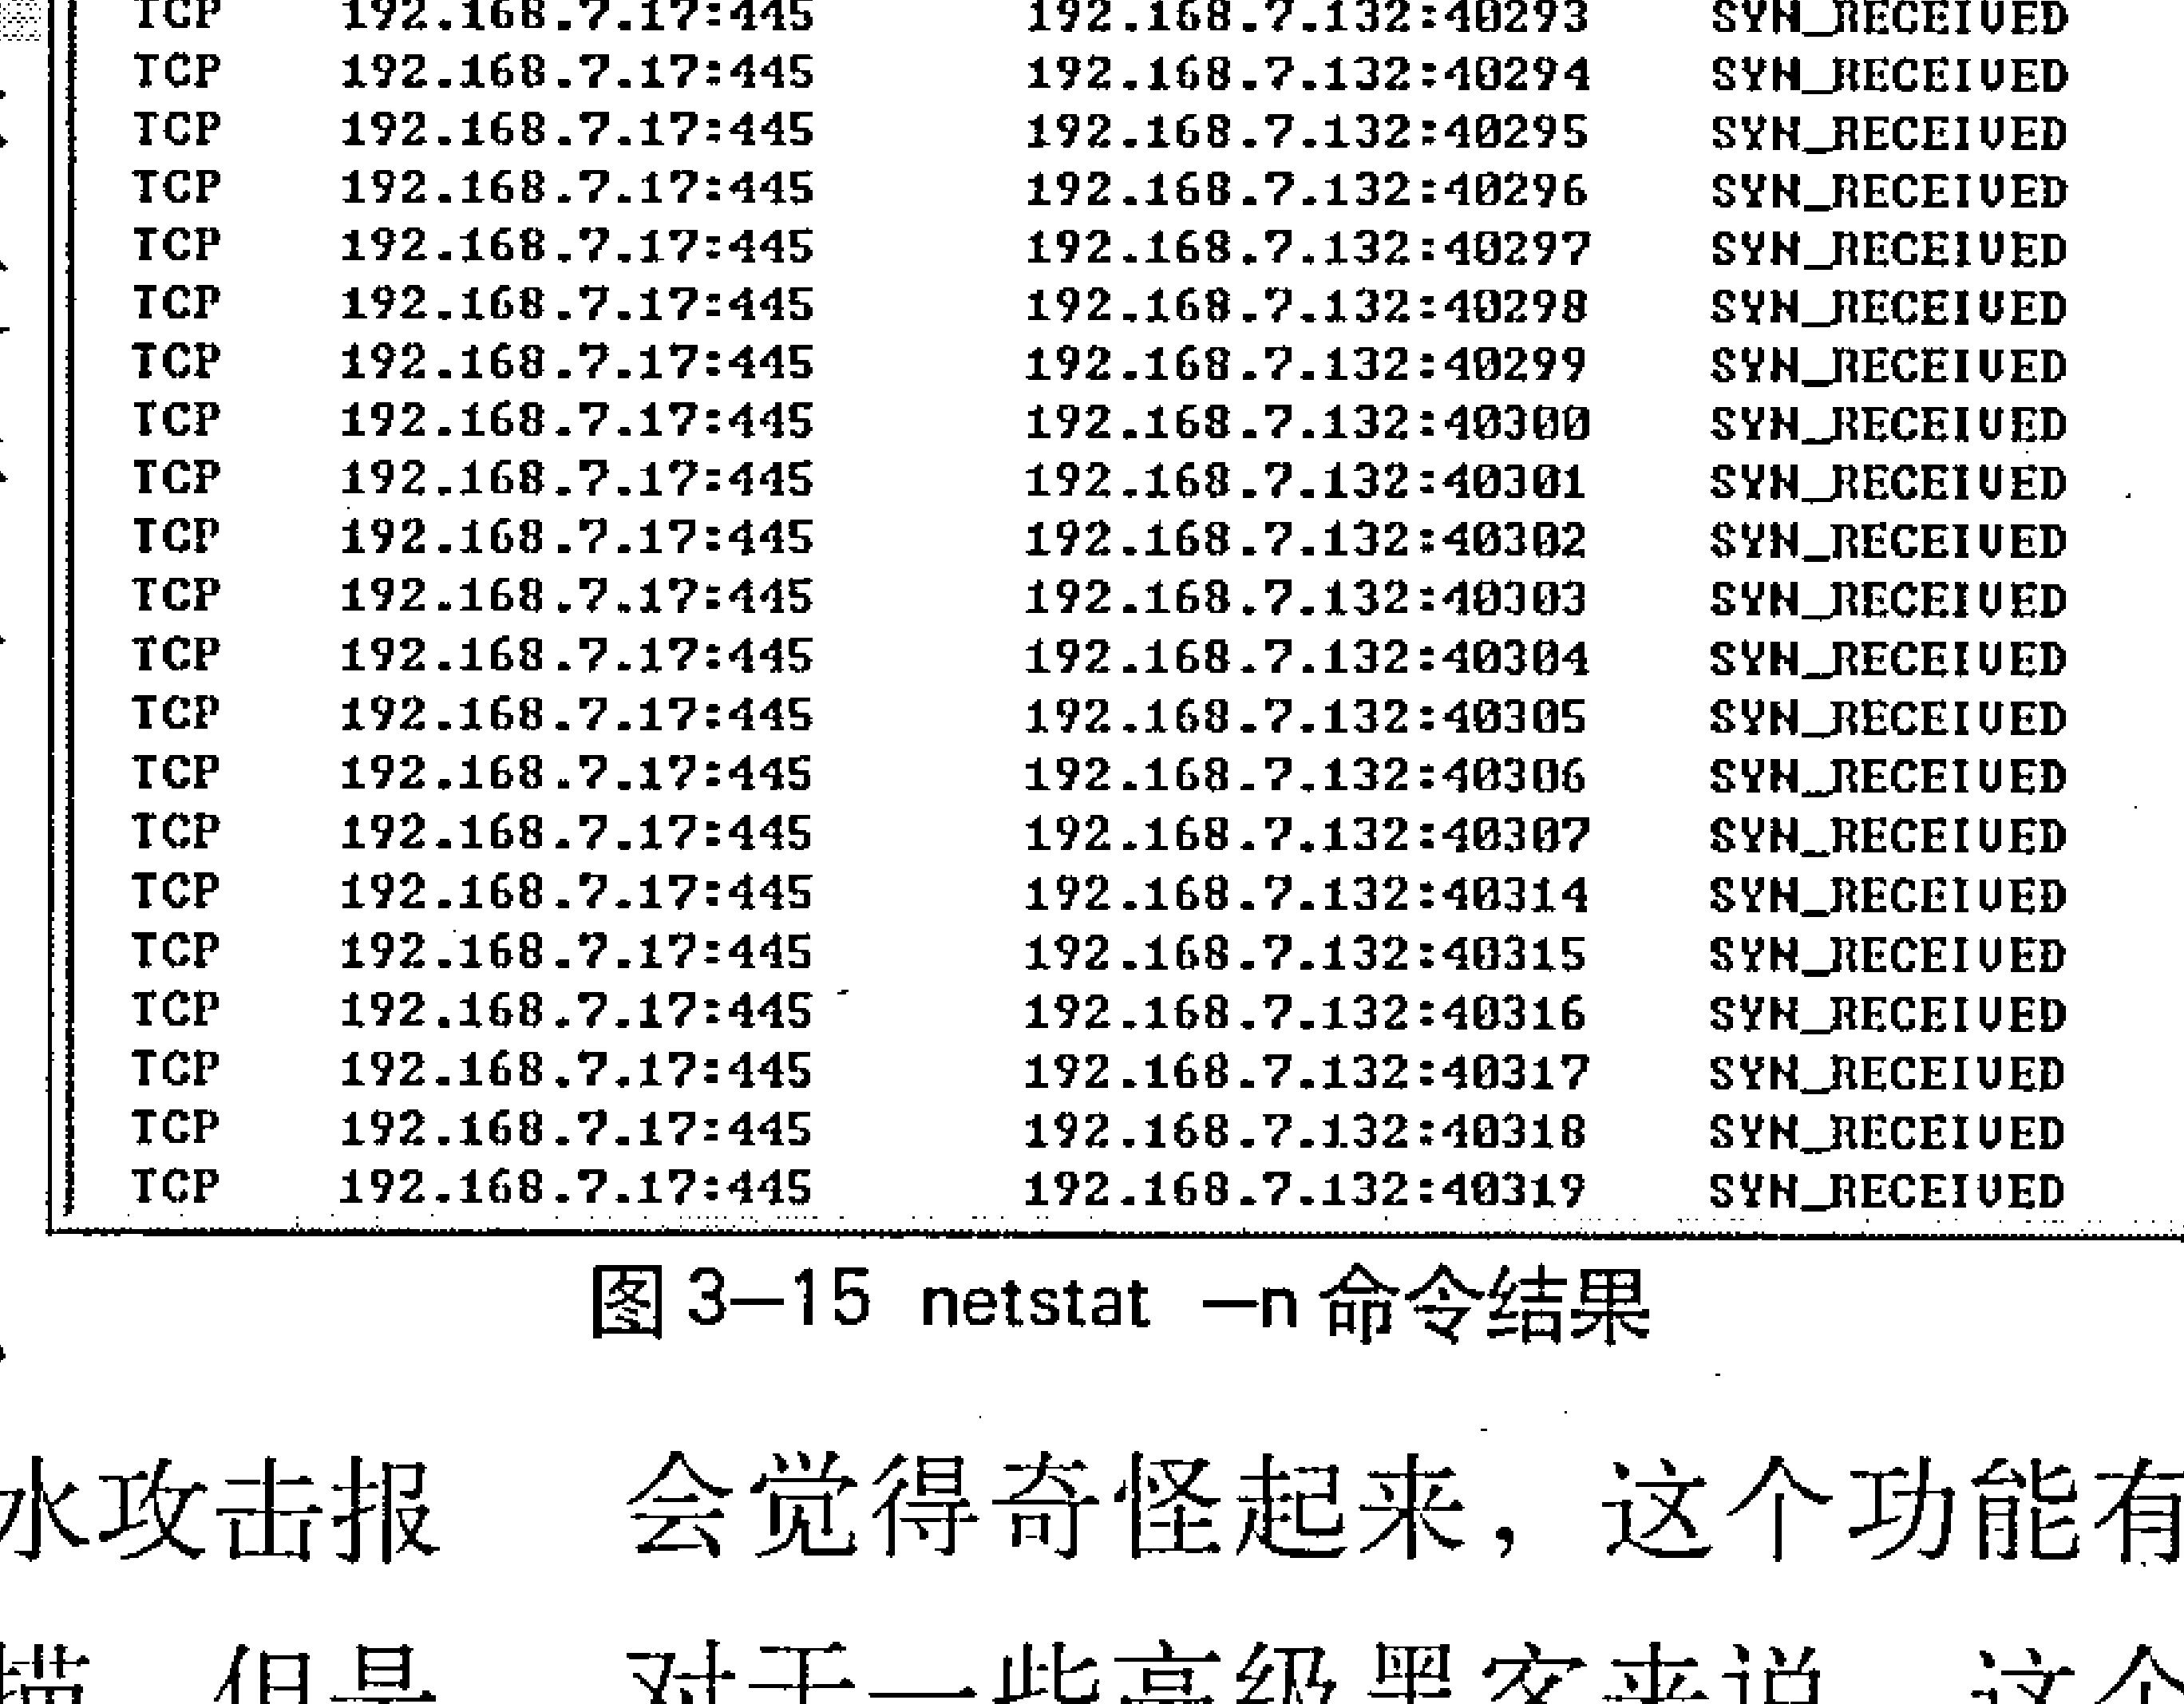 TCP 192.168.7.17:445 192.168.7.132:40293 SYN_RECEIVED
TCP 192.168.7.17:445 192.168.7.132:40294 SYN_RECEIVED
TCP 192.168.7.17:445 192.168.7.132:40295 SYN_RECEIVED
TCP 192.168.7.17:445 192.168.7.132:40296 SYN_RECEIVED
TCP 192.168.7.17:445 192.168.7.132:40297 SYN_RECEIVED
TCP 192.168.7.17:445 192.168.7.132:40298 SYN_RECEIVED
TCP 192.168.7.17:445 192.168.7.132:40299 SYN_RECEIVED
TCP 192.168.7.17:445 192.168.7.132:40300 SYN_RECEIVED
TCP 192.168.7.17:445 192.168.7.132:40301 SYN_RECEIVED
TCP 192.168.7.17:445 192.168.7.132:40302 SYN_RECEIVED
TCP 192.168.7.17:445 192.168.7.132:40303 SYN_RECEIVED
TCP 192.168.7.17:445 192.168.7.132:40304 SYN_RECEIVED
TCP 192.168.7.17:445 192.168.7.132:40305 SYN_RECEIVED
TCP 192.168.7.17:445 192.168.7.132:40306 SYN_RECEIVED
TCP 192.168.7.17:445 192.168.7.132:40307 SYN_RECEIVED
TCP 192.168.7.17:445 192.168.7.132:40314 SYN_RECEIVED
TCP 192.168.7.17:445 192.168.7.132:40315 SYN_RECEIVED
TCP 192.168.7.17:445 192.168.7.132:40316 SYN_RECEIVED
TCP 192.168.7.17:445 192.168.7.132:40317 SYN_RECEIVED
TCP 192.168.7.17:445 192.168.7.132:40318 SYN_RECEIVED
TCP 192.168.7.17:445 192.168.7.132:40319 SYN_RECEIVED
图 3—15 netstat —n 命令结果
水攻击报
但是
会觉得奇怪起来，这个功能有
对于一些高级黑客来说 这个